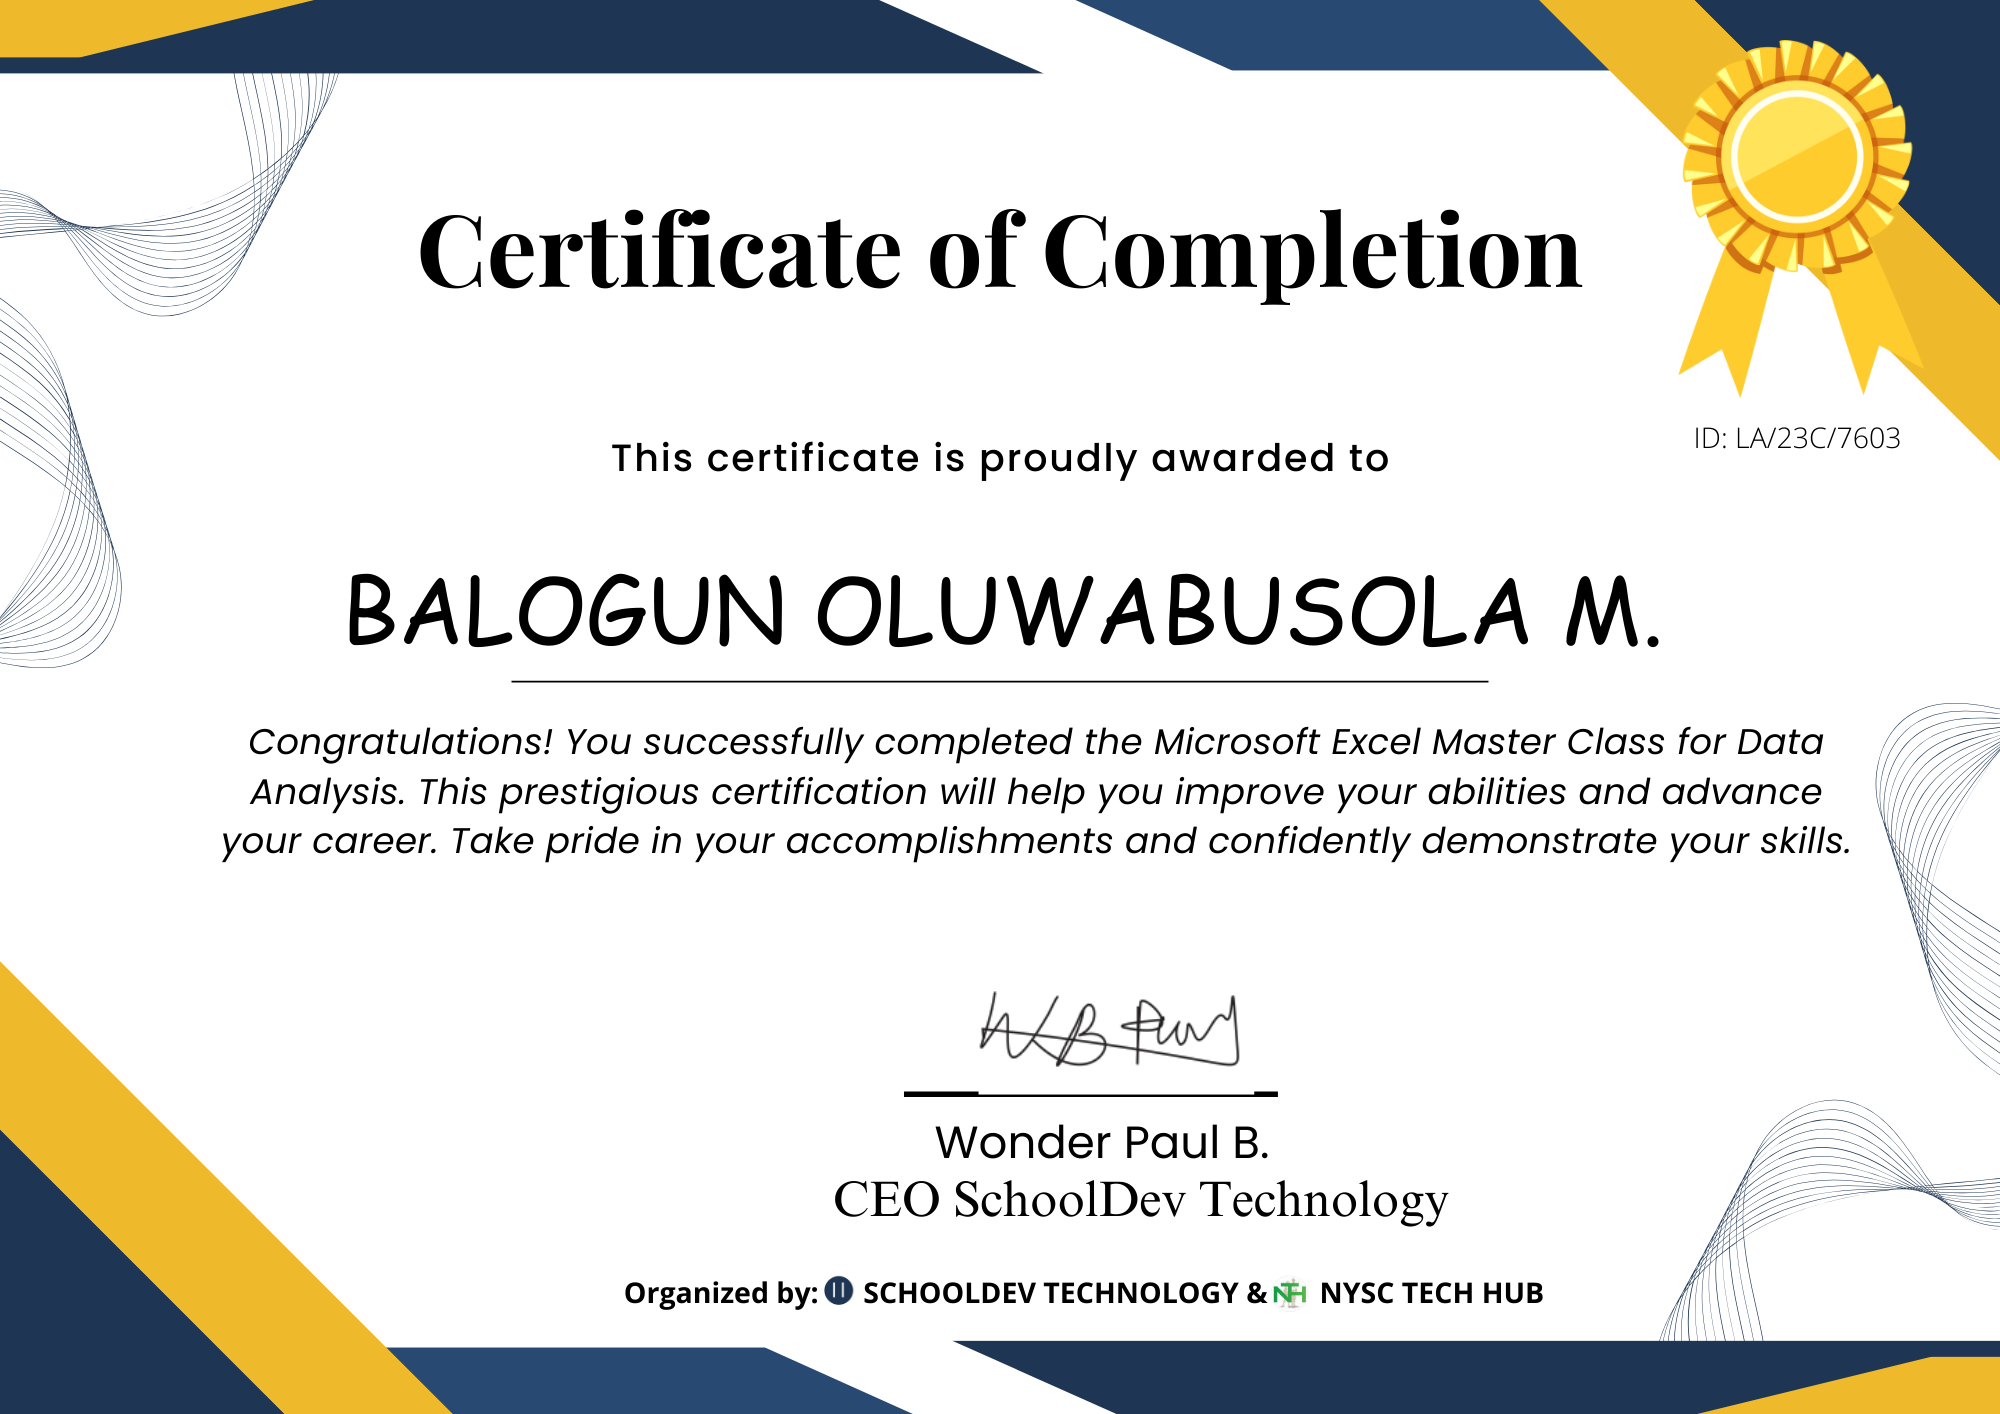 Certificate of Completion
ID: LA/23C/7603
This certificate is proudly awarded to
BALOGUN OLUWABUSOLA M.
Congratulations! You successfully completed the Microsoft Excel Master Class for Data
Analysis. This prestigious certification will help you improve your abilities and advance
your career. Take pride in your accomplishments and confidently demonstrate your skills.
Wonder Paul B.
CEO SchoolDev Technology
Organized by: SCHOOLDEV TECHNOLOGY & NTH NYSC TECH HUB